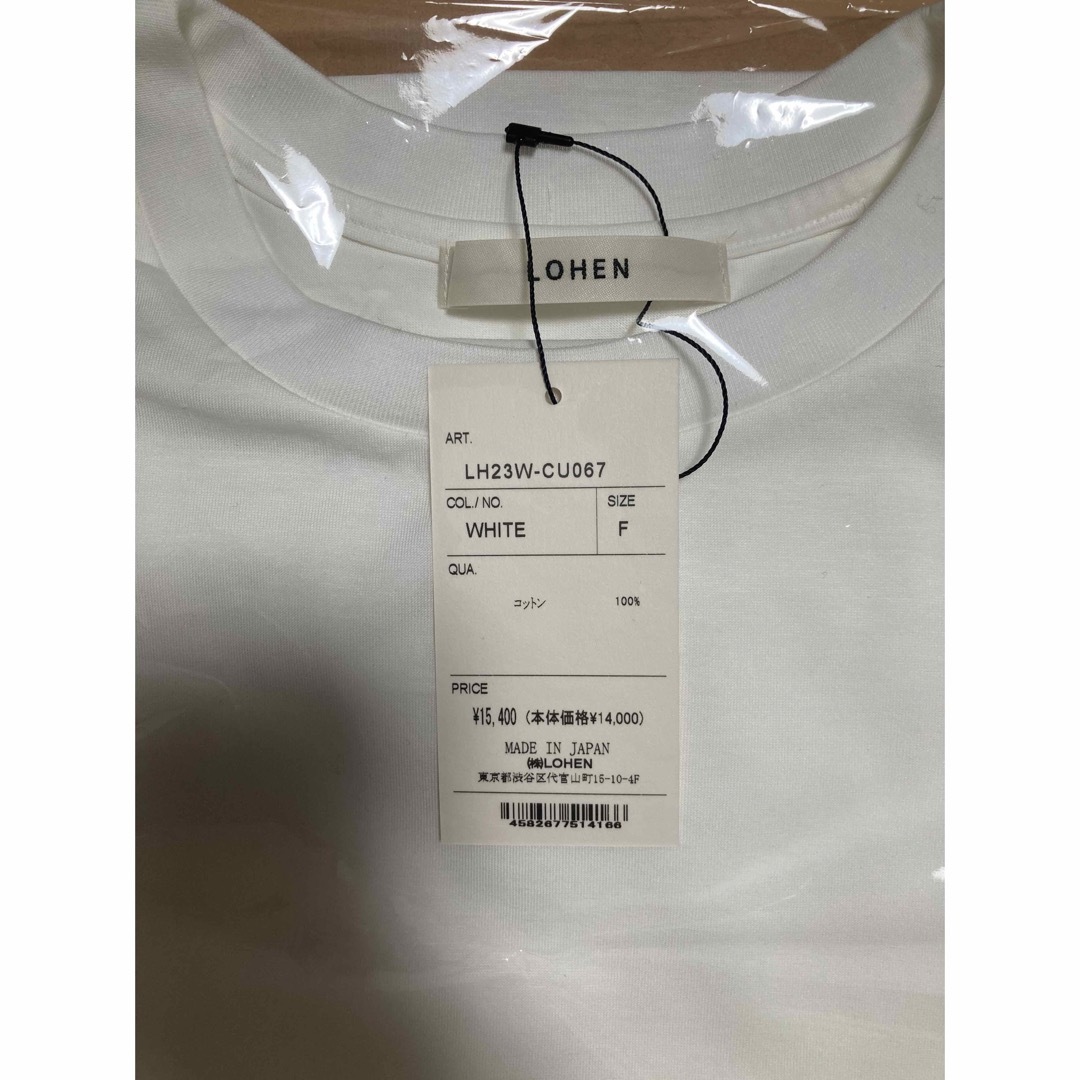 LOHEN
ART.
LH23W-CU067
COL./ NO. SIZE
WHITE F
QUA.
コットン 100%
PRICE
¥15,400 (本体価格¥14,000)
MADE IN JAPAN
㈱LOHEN
東京都渋谷区代官山町15-10-4F
4582677514166